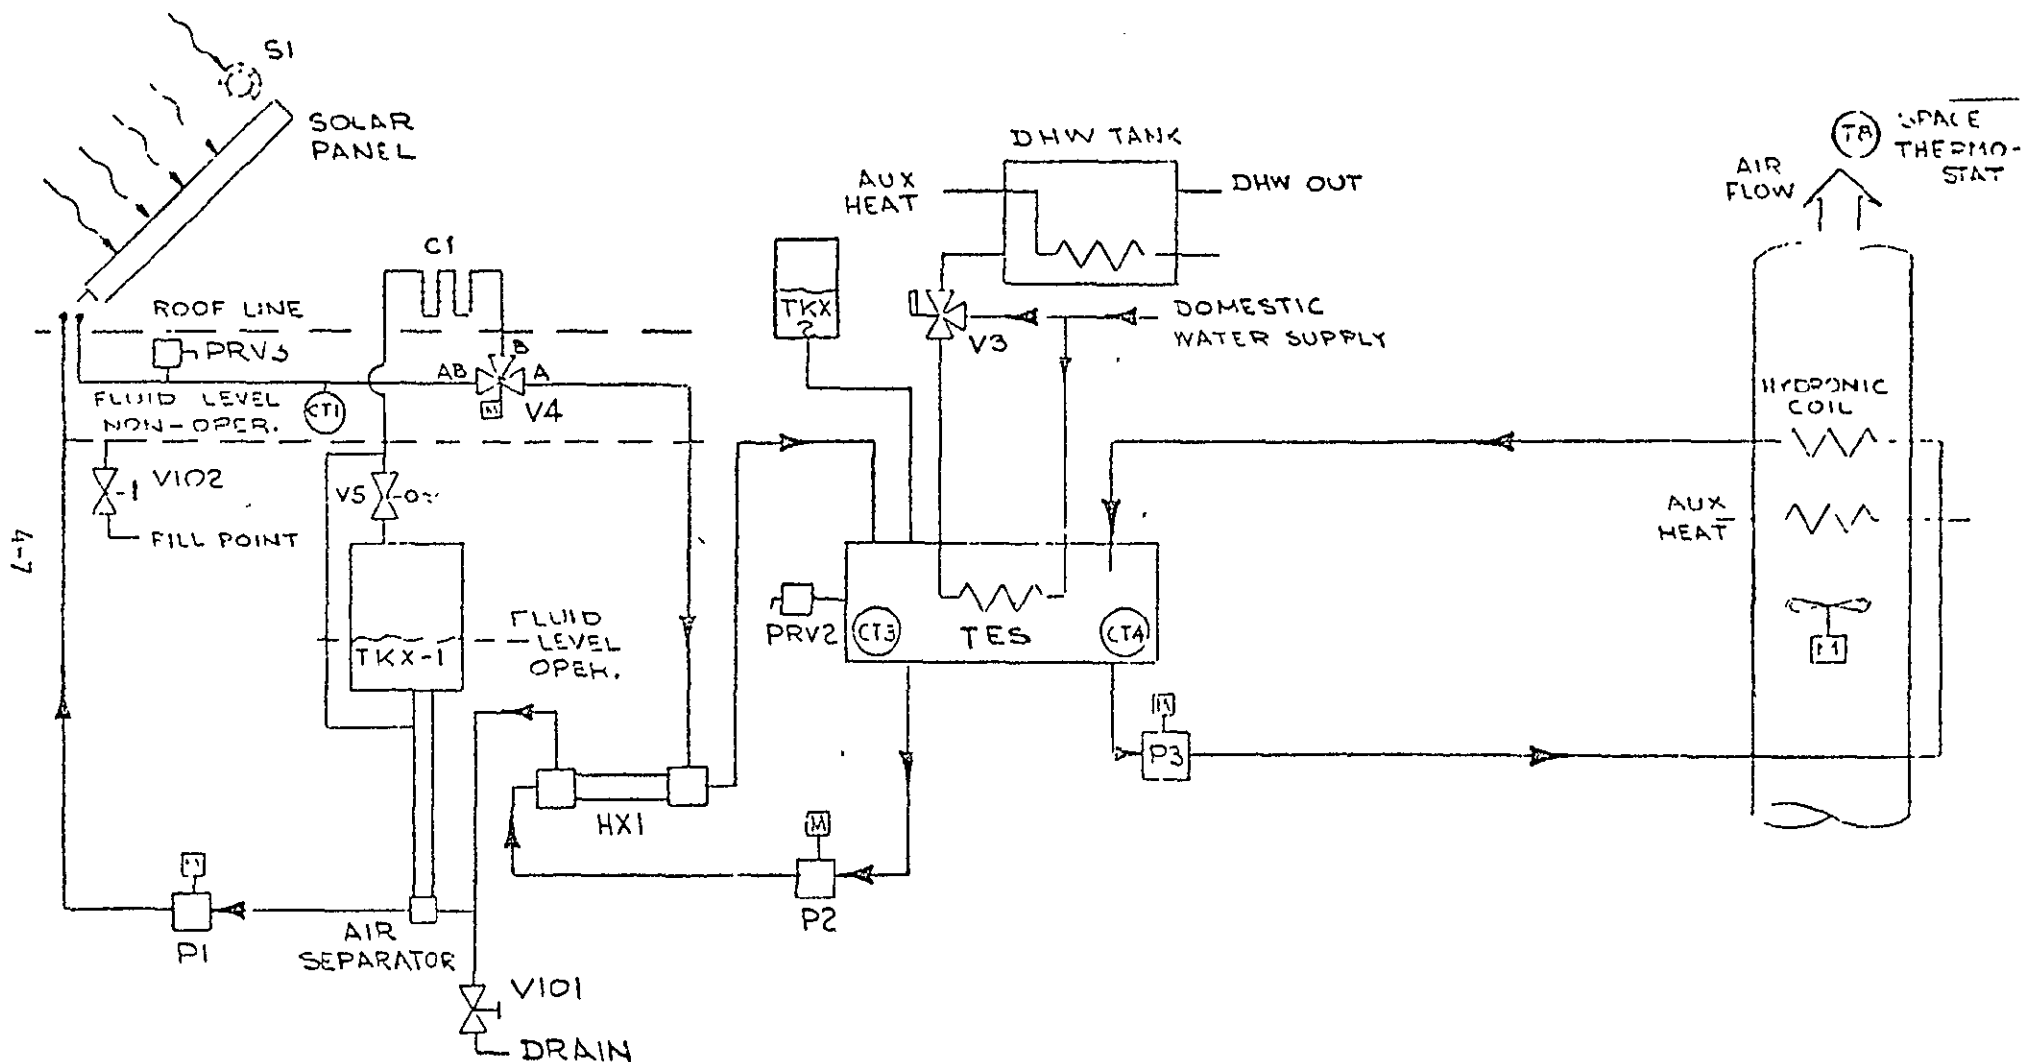 S1
SOLAR
PANEL
ROOF LINE
PRV3
C1
B
AB
A
V4
FLUID LEVEL
NON-OPER.
CT1
V102
FILL POINT
V5
TKX-1
FLUID
LEVEL
OPER.
4-7
P1
AIR
SEPARATOR
V101
DRAIN
HX1
M
P2
DHW TANK
AUX
HEAT
DHW OUT
TKX
V3
DOMESTIC
WATER SUPPLY
PRV2
CT3
TES
CT4
P3
T8
SPACE
THERMO-
STAT
AIR
FLOW
HYDRONIC
COIL
AUX
HEAT